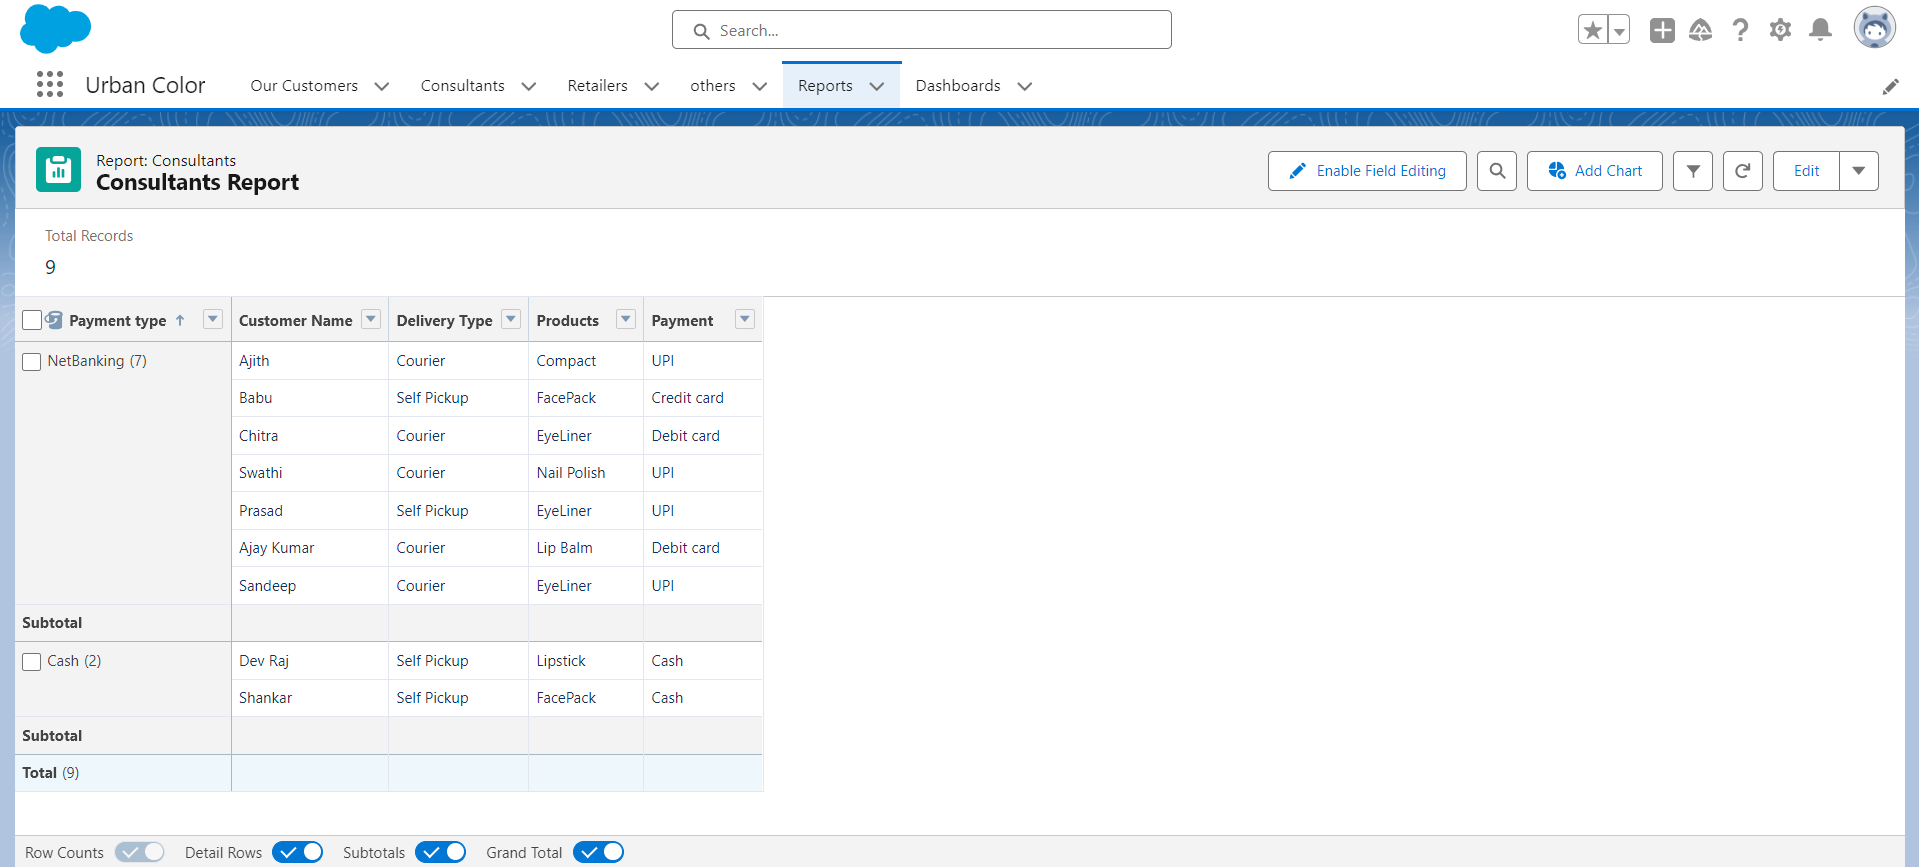 Search...
Urban Color
Our Customers
Consultants
Retailers
others
Reports
Dashboards
Report: Consultants
Consultants Report
Enable Field Editing
Add Chart
Edit
Total Records
9
Payment type Customer Name Delivery Type Products Payment
NetBanking (7) Ajith Courier Compact UPI
Babu Self Pickup FacePack Credit card
Chitra Courier EyeLiner Debit card
Swathi Courier Nail Polish UPI
Prasad Self Pickup EyeLiner UPI
Ajay Kumar Courier Lip Balm Debit card
Sandeep Courier EyeLiner UPI
Subtotal
Cash (2) Dev Raj Self Pickup Lipstick Cash
Shankar Self Pickup FacePack Cash
Subtotal
Total (9)
Row Counts Detail Rows Subtotals Grand Total